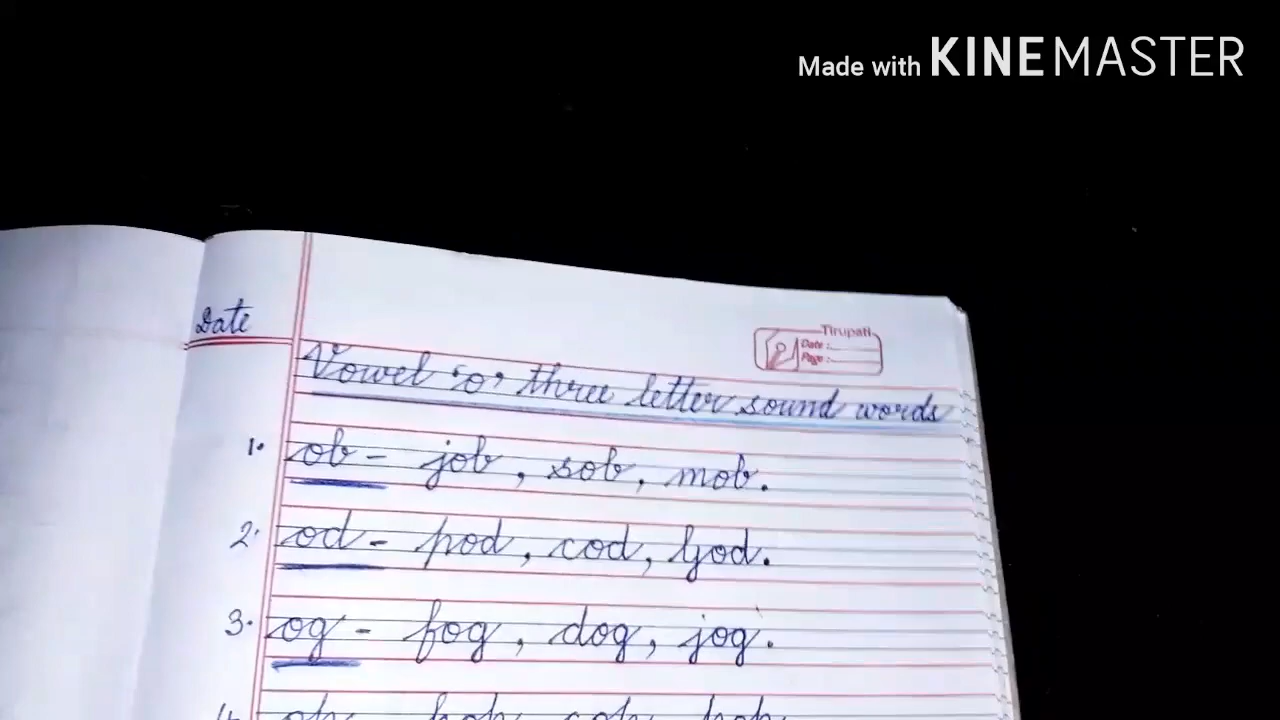 Made with KINEMASTER
Date
Tirupati
Date :
Page :
Vowel 'o' three letter sound words
1. ob - job, sob, mob.
2. od - pod, cod, God.
3. og - fog, dog, jog.